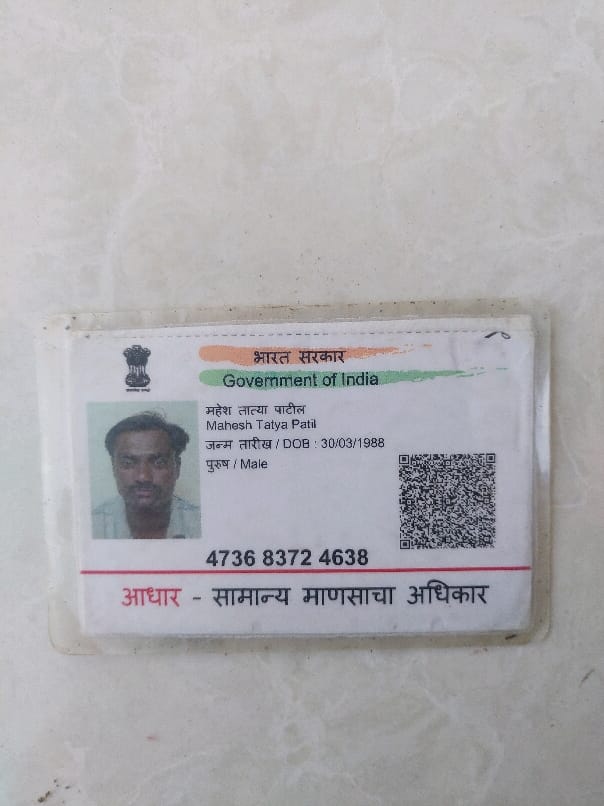 भारत सरकार
Government of India
महेश तात्या पाटील
Mahesh Tatya Patil
जन्म तारीख / DOB : 30/03/1988
पुरुष / Male
4736 8372 4638
आधार - सामान्य माणसाचा अधिकार